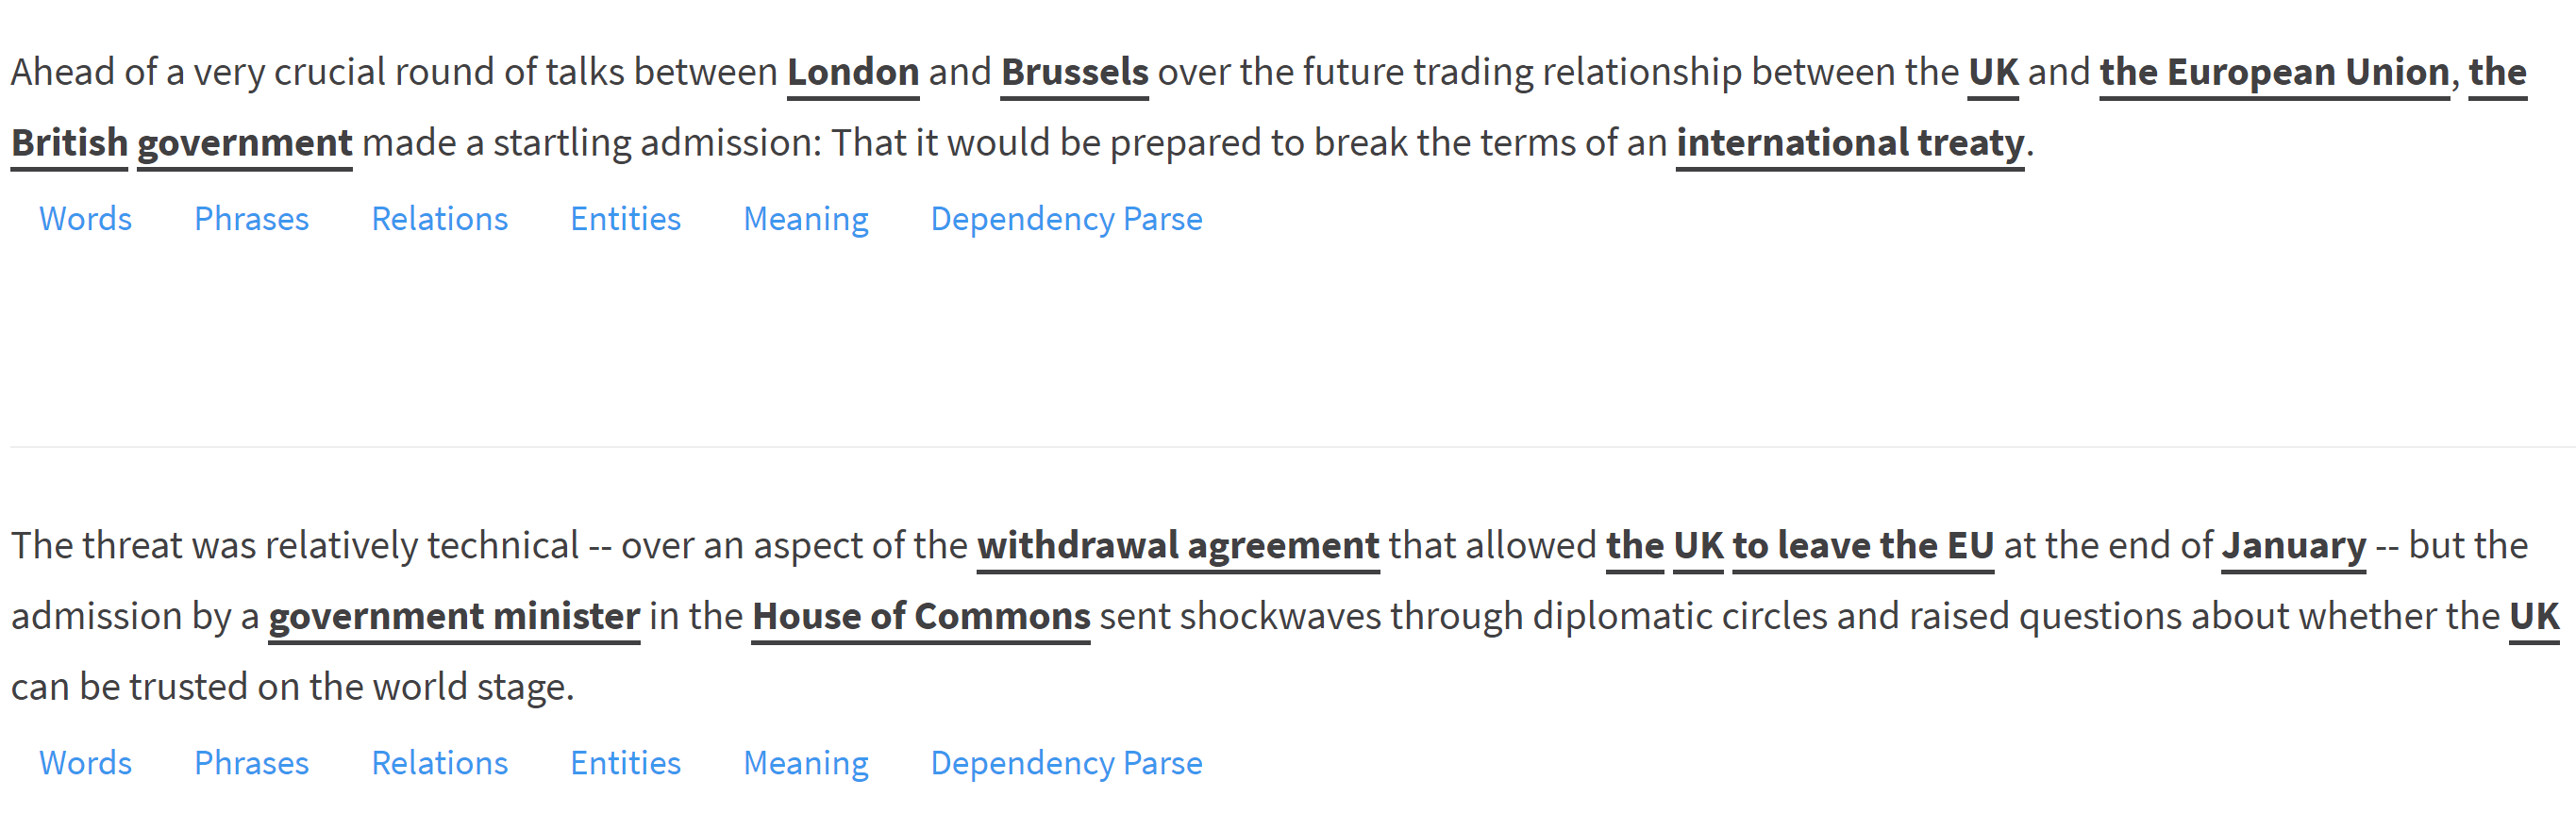 Ahead of a very crucial round of talks between London and Brussels over the future trading relationship between the UK and the European Union, the
British government made a startling admission: That it would be prepared to break the terms of an international treaty.
Words Phrases Relations Entities Meaning Dependency Parse
The threat was relatively technical -- over an aspect of the withdrawal agreement that allowed the UK to leave the EU at the end of January -- but the
admission by a government minister in the House of Commons sent shockwaves through diplomatic circles and raised questions about whether the UK
can be trusted on the world stage.
Words Phrases Relations Entities Meaning Dependency Parse